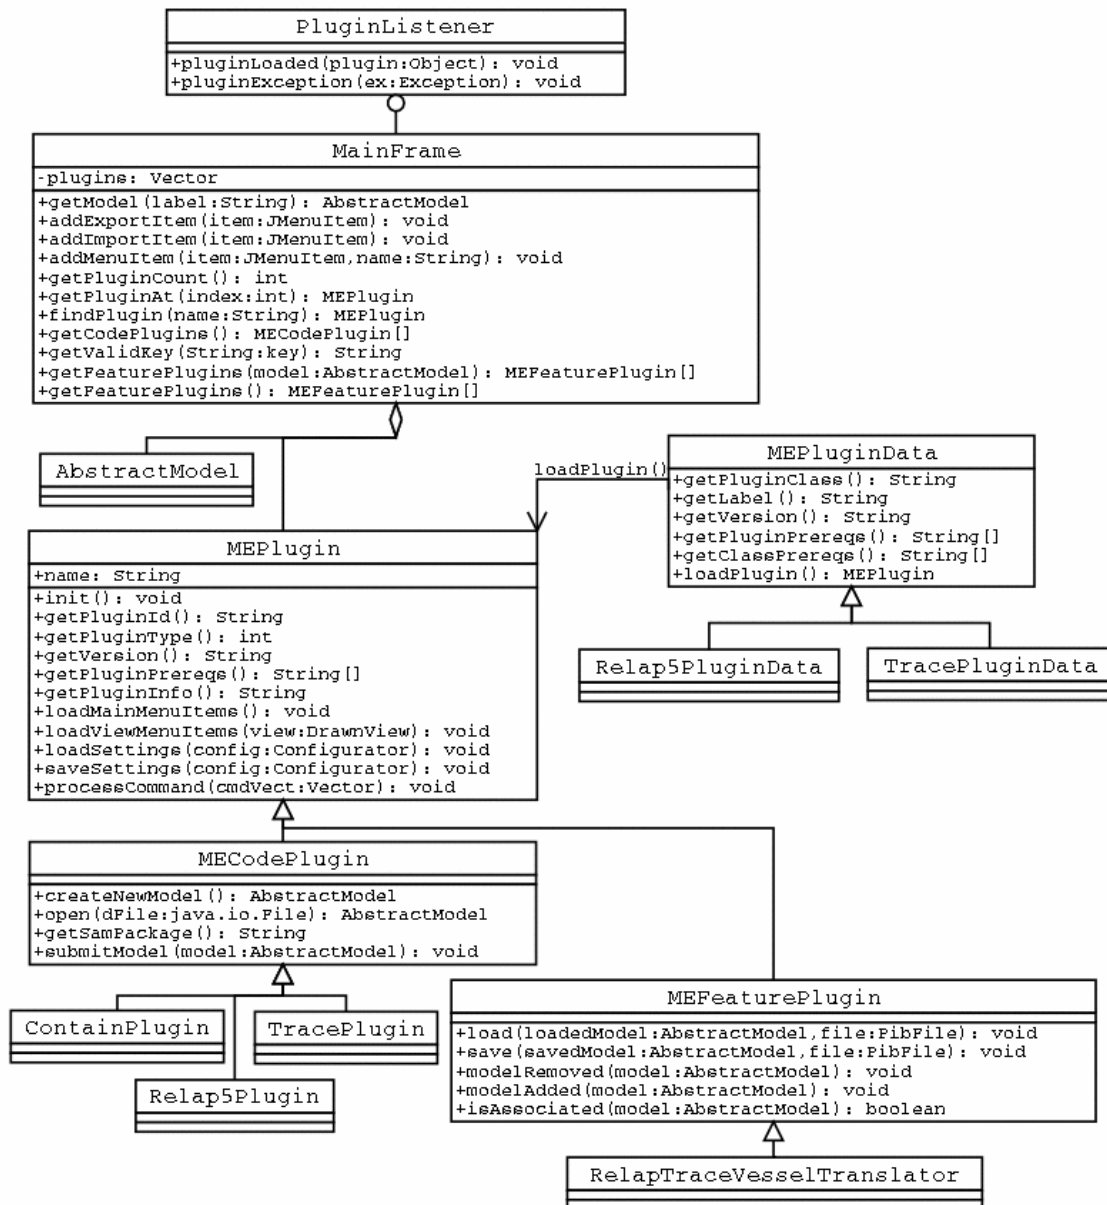 PluginListener
+pluginLoaded(plugin:Object): void
+pluginException(ex:Exception): void
MainFrame
-plugins: Vector
+getModel(label:String): AbstractModel
+addExportItem(item:JMenuItem): void
+addImportItem(item:JMenuItem): void
+addMenuItem(item:JMenuItem,name:String): void
+getPluginCount(): int
+getPluginAt(index:int): MEPlugin
+findPlugin(name:String): MEPlugin
+getCodePlugins(): MECodePlugin[]
+getValidKey(String:key): String
+getFeaturePlugins(model:AbstractModel): MEFeaturePlugin[]
+getFeaturePlugins(): MEFeaturePlugin[]
AbstractModel
loadPlugin()
MEPluginData
+getPluginClass(): String
+getLabel(): String
+getVersion(): String
+getPluginPrereqs(): String[]
+getClassPrereqs(): String[]
+loadPlugin(): MEPlugin
MEPlugin
+name: String
+init(): void
+getPluginId(): String
+getPluginType(): int
+getVersion(): String
+getPluginPrereqs(): String[]
+getPluginInfo(): String
+loadMainMenuItems(): void
+loadViewMenuItems(view:DrawnView): void
+loadSettings(config:Configurator): void
+saveSettings(config:Configurator): void
+processCommand(cmdVect:Vector): void
Relap5PluginData
TracePluginData
MECodePlugin
+createNewModel(): AbstractModel
+open(dFile:java.io.File): AbstractModel
+getSamPackage(): String
+submitModel(model:AbstractModel): void
ContainPlugin
TracePlugin
Relap5Plugin
MEFeaturePlugin
+load(loadedModel:AbstractModel,file:PibFile): void
+save(savedModel:AbstractModel,file:PibFile): void
+modelRemoved(model:AbstractModel): void
+modelAdded(model:AbstractModel): void
+isAssociated(model:AbstractModel): boolean
RelapTraceVesselTranslator